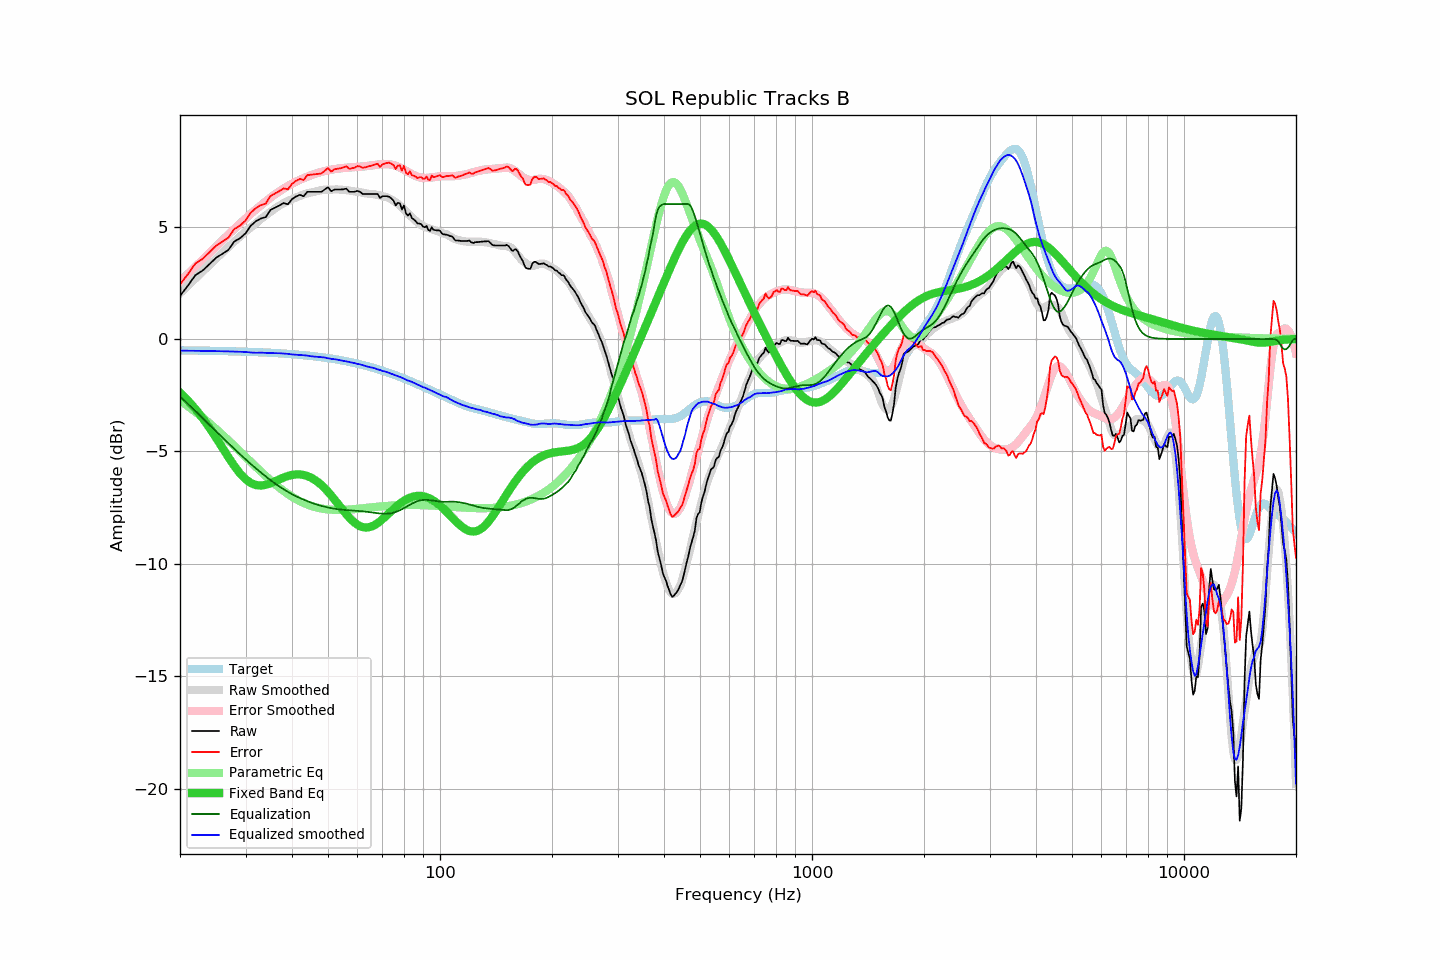 SOL Republic Tracks B
Amplitude (dBr)
5
0
−5
−10
−15
−20
Target
Raw Smoothed
Error Smoothed
Raw
Error
Parametric Eq
Fixed Band Eq
Equalization
Equalized smoothed
100
1000
10000
Frequency (Hz)